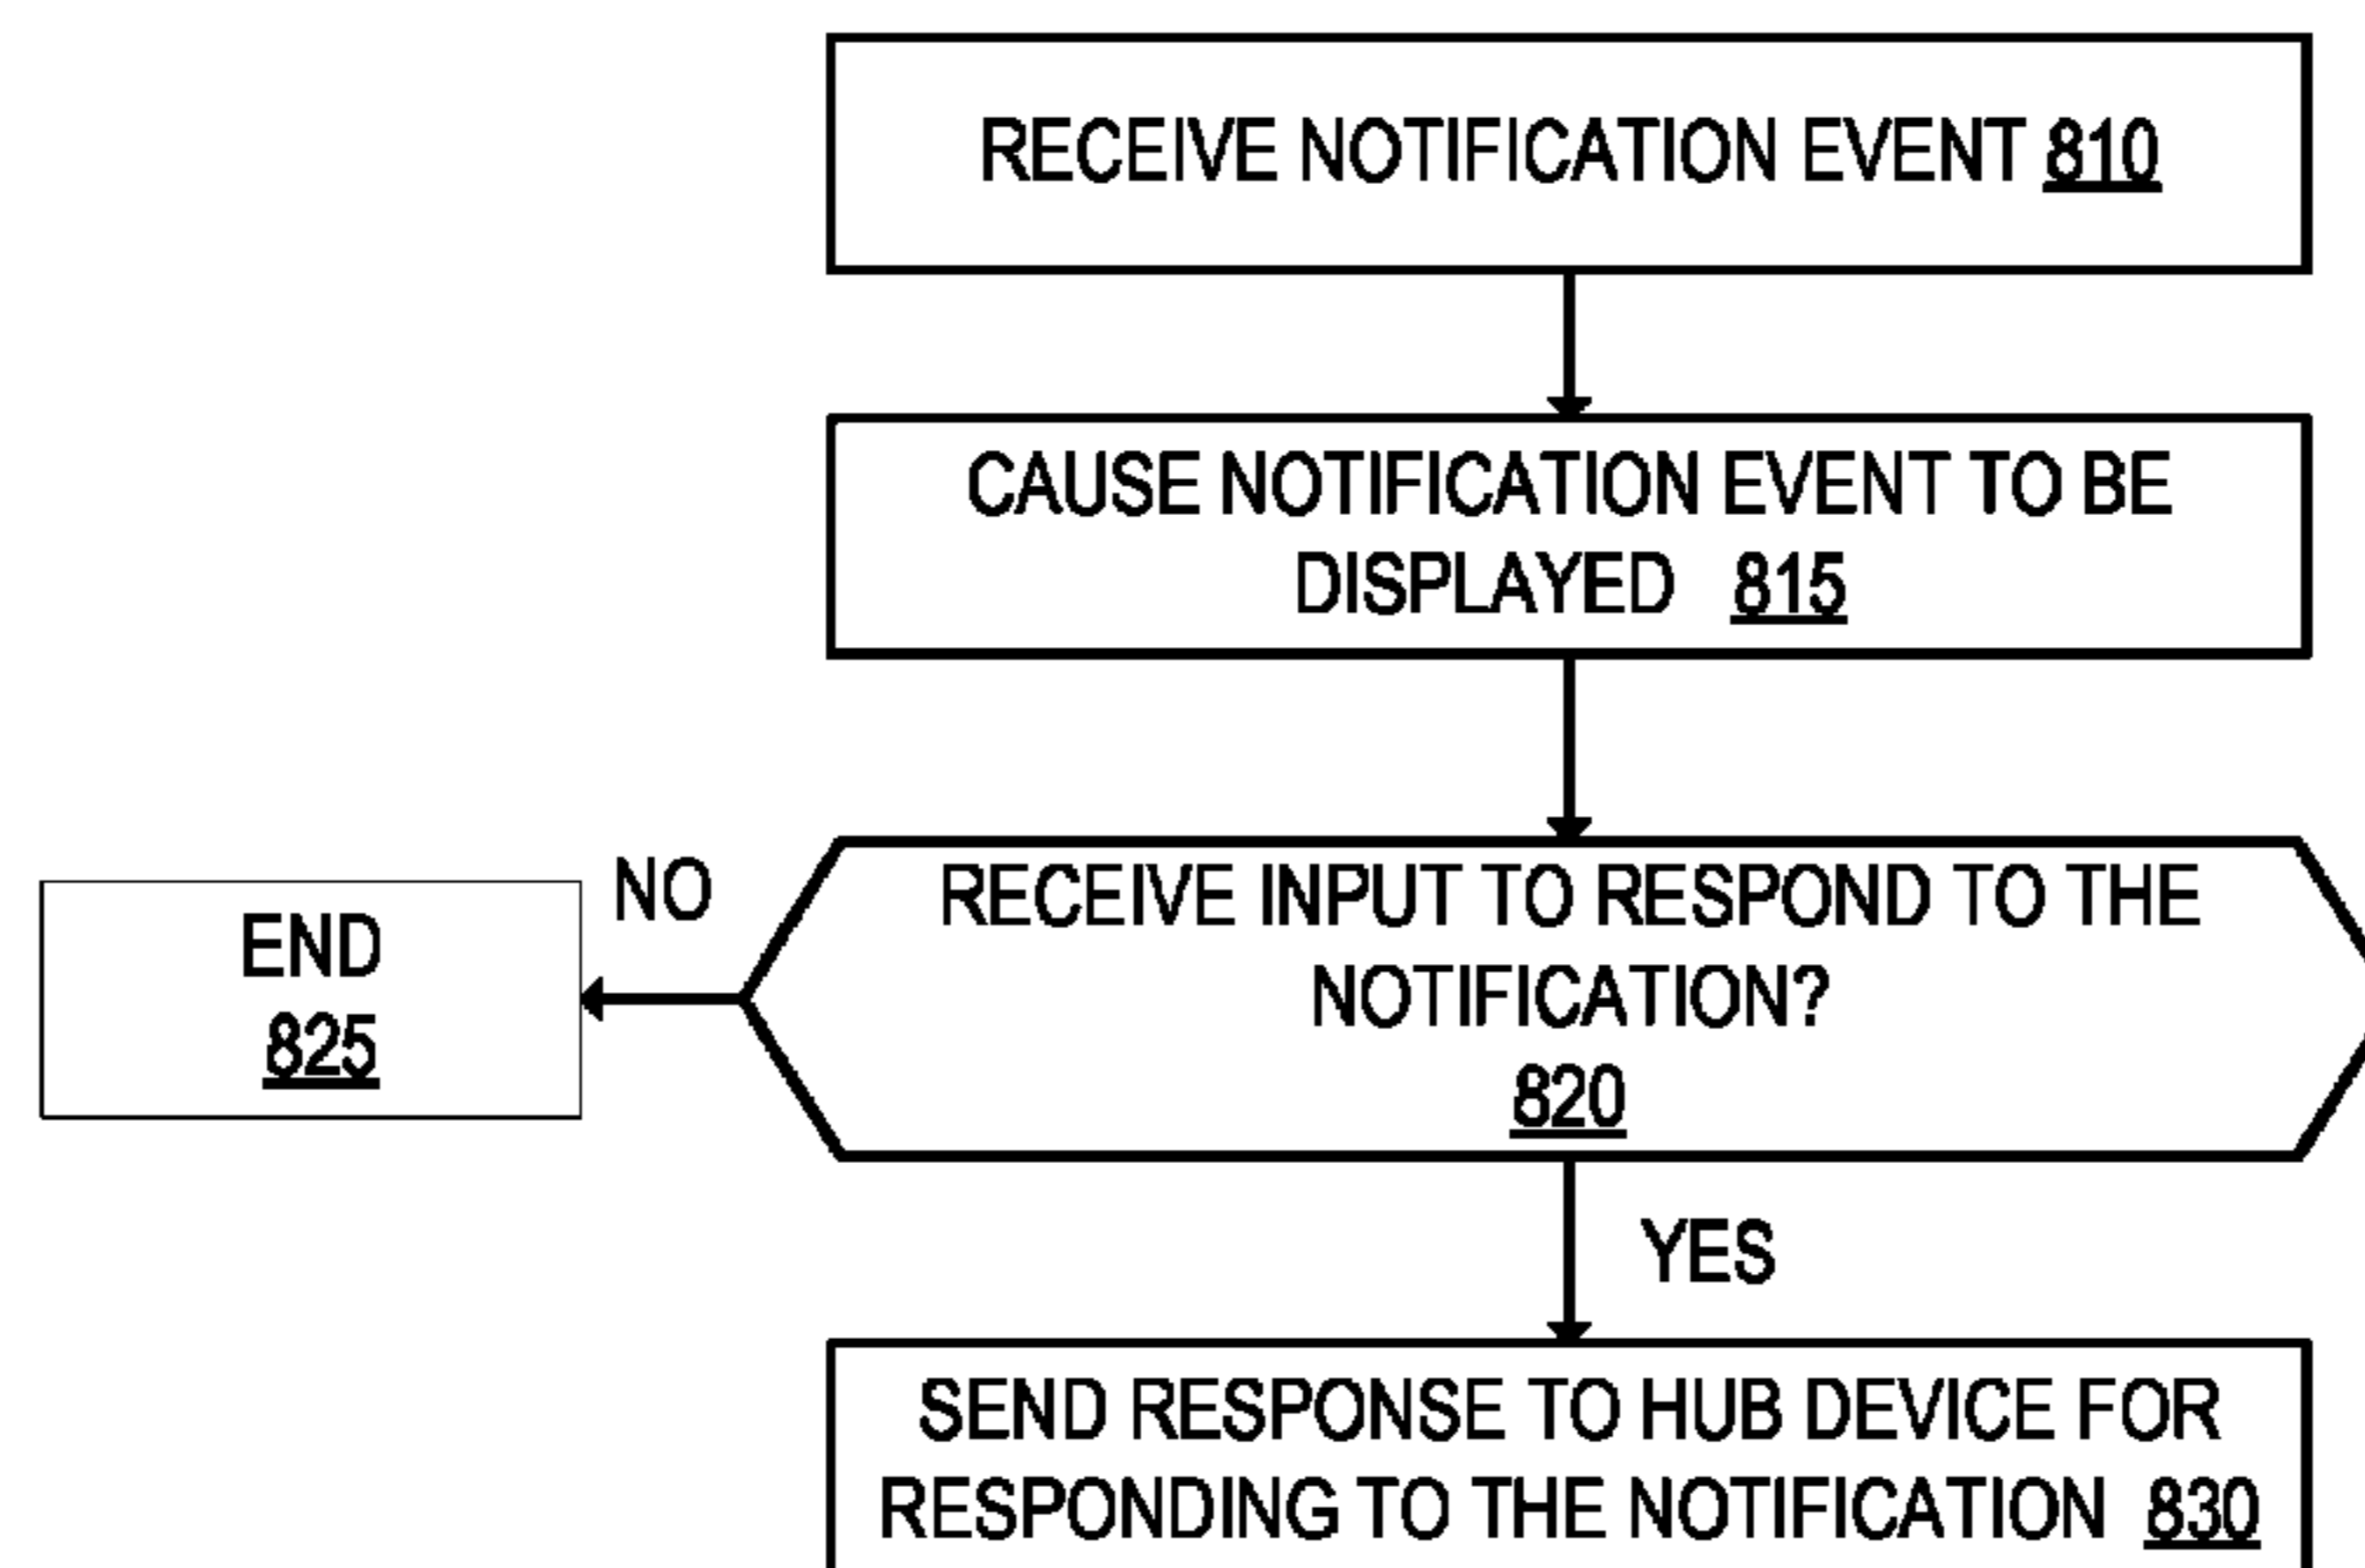 RECEIVE NOTIFICATION EVENT 810
CAUSE NOTIFICATION EVENT TO BE
DISPLAYED 815
RECEIVE INPUT TO RESPOND TO THE
NOTIFICATION?
820
NO
END
825
YES
SEND RESPONSE TO HUB DEVICE FOR
RESPONDING TO THE NOTIFICATION 830